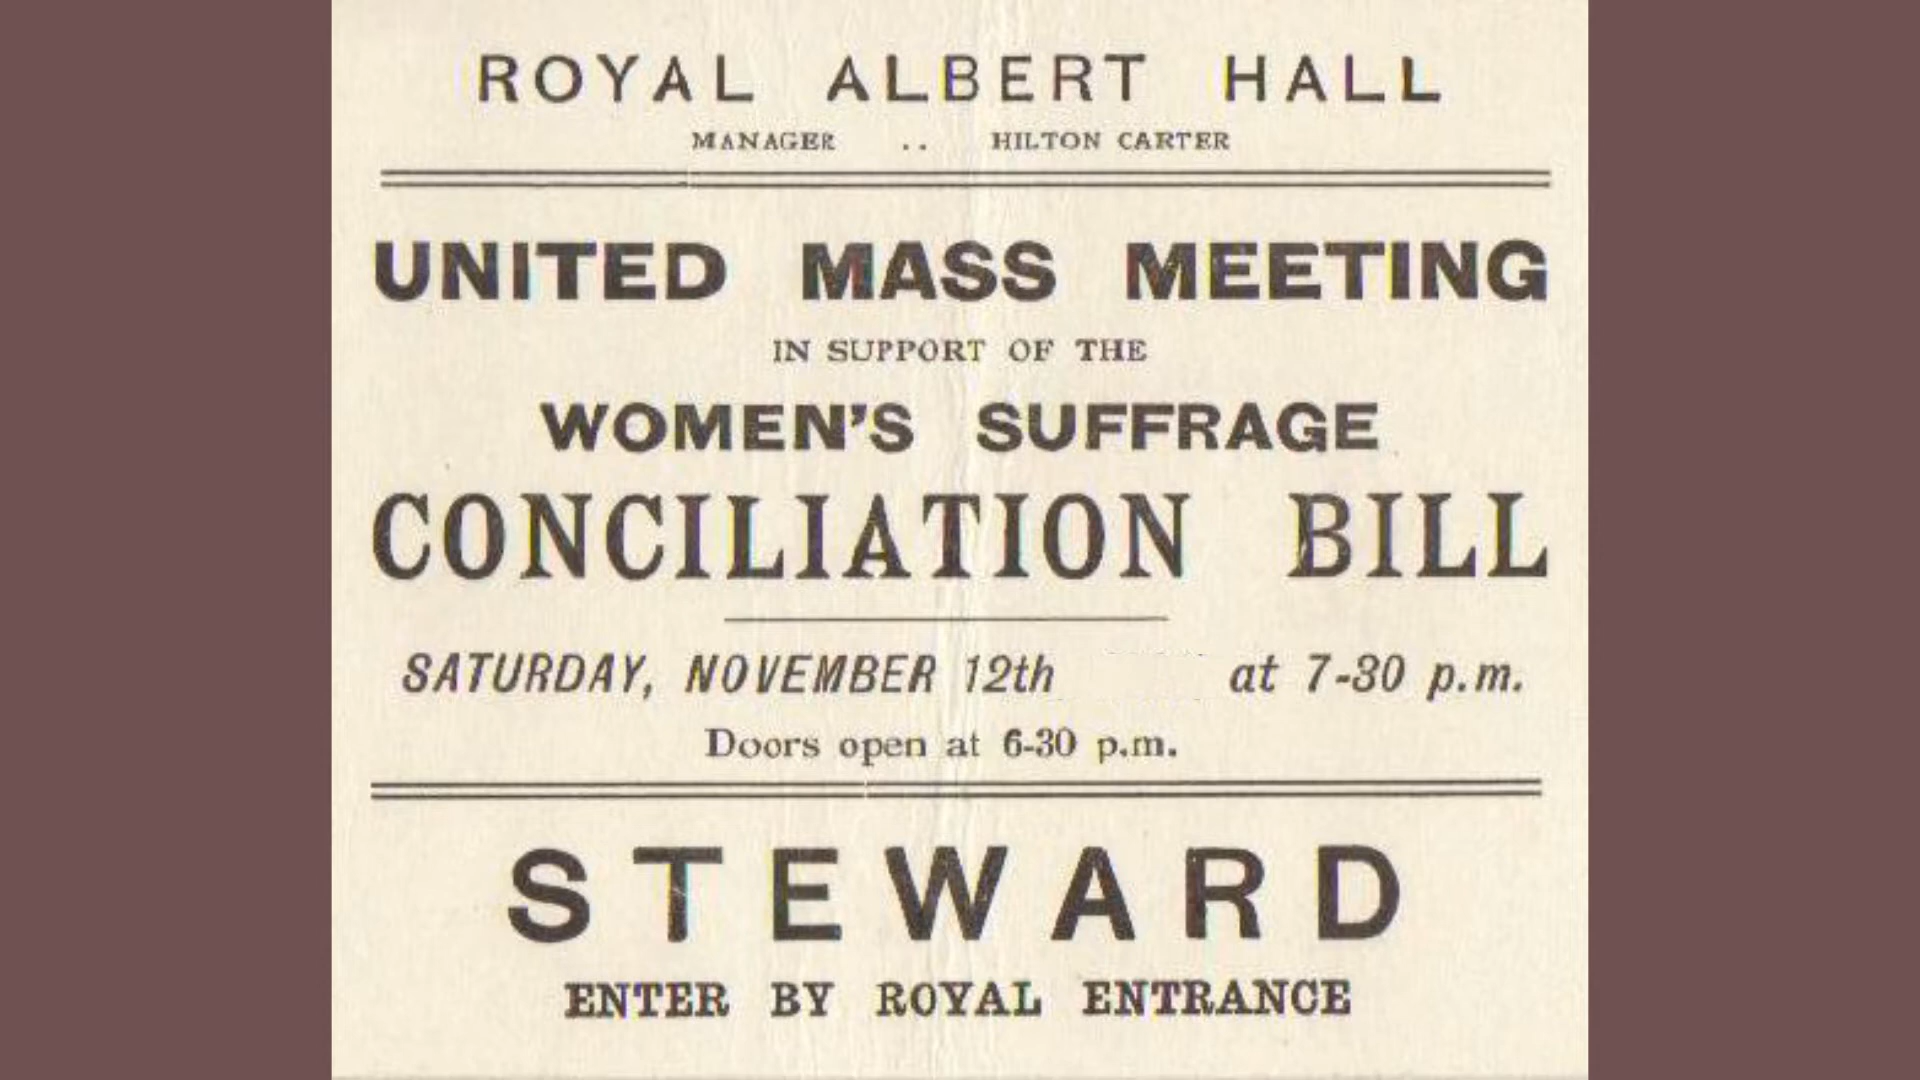 ROYAL ALBERT HALL
MANAGER .. HILTON CARTER
UNITED MASS MEETING
IN SUPPORT OF THE
WOMEN'S SUFFRAGE
CONCILIATION BILL
SATURDAY, NOVEMBER 12th at 7-30 p.m.
Doors open at 6-30 p.m.
STEWARD
ENTER BY ROYAL ENTRANCE